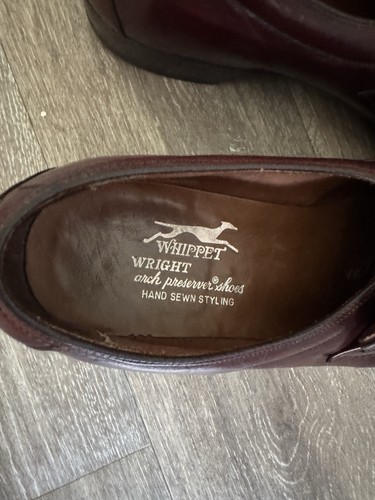 WHIPPET
WRIGHT
arch preserver® shoes
HAND SEWN STYLING